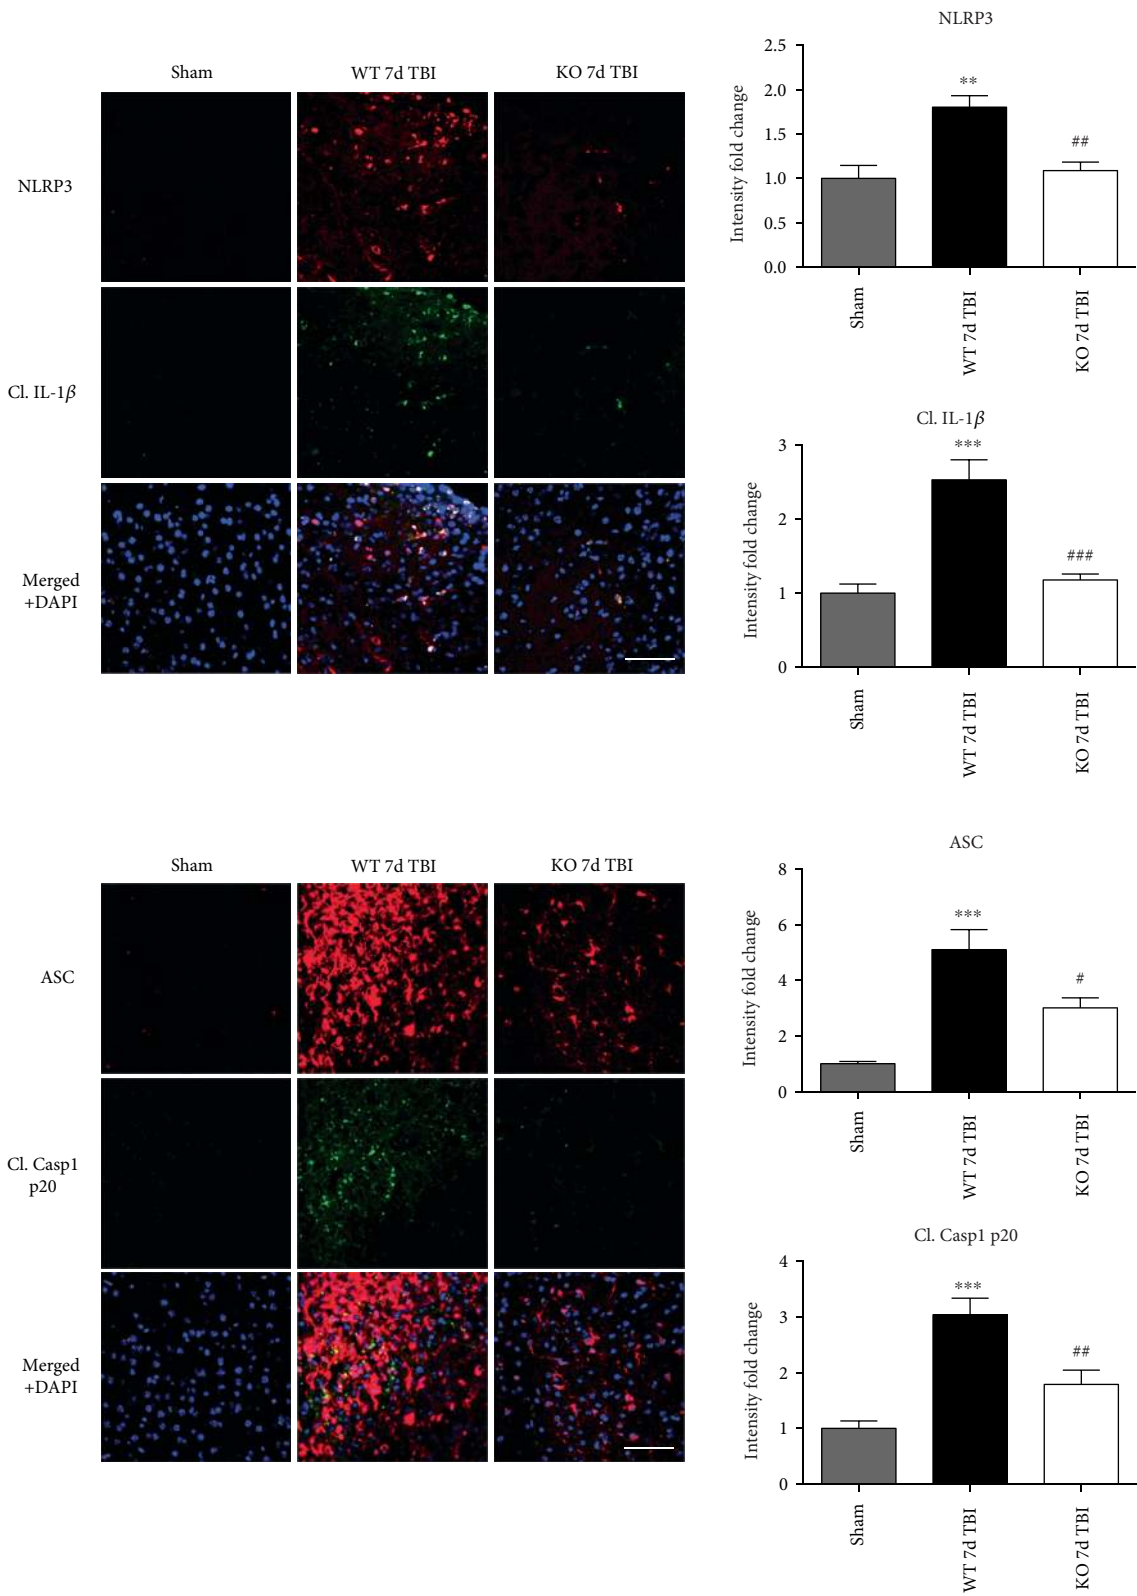 Sham
WT 7d TBI
KO 7d TBI
NLRP3
Cl. IL-1β
Merged
+DAPI
NLRP3
Intensity fold change
2.5
2.0
1.5
1.0
0.5
0.0
**
##
Sham
WT 7d TBI
KO 7d TBI
Cl. IL-1β
Intensity fold change
3
2
1
0
***
###
Sham
WT 7d TBI
KO 7d TBI
Sham
WT 7d TBI
KO 7d TBI
ASC
Cl. Casp1
p20
Merged
+DAPI
ASC
Intensity fold change
8
6
4
2
0
***
#
Sham
WT 7d TBI
KO 7d TBI
Cl. Casp1 p20
Intensity fold change
4
3
2
1
0
***
##
Sham
WT 7d TBI
KO 7d TBI